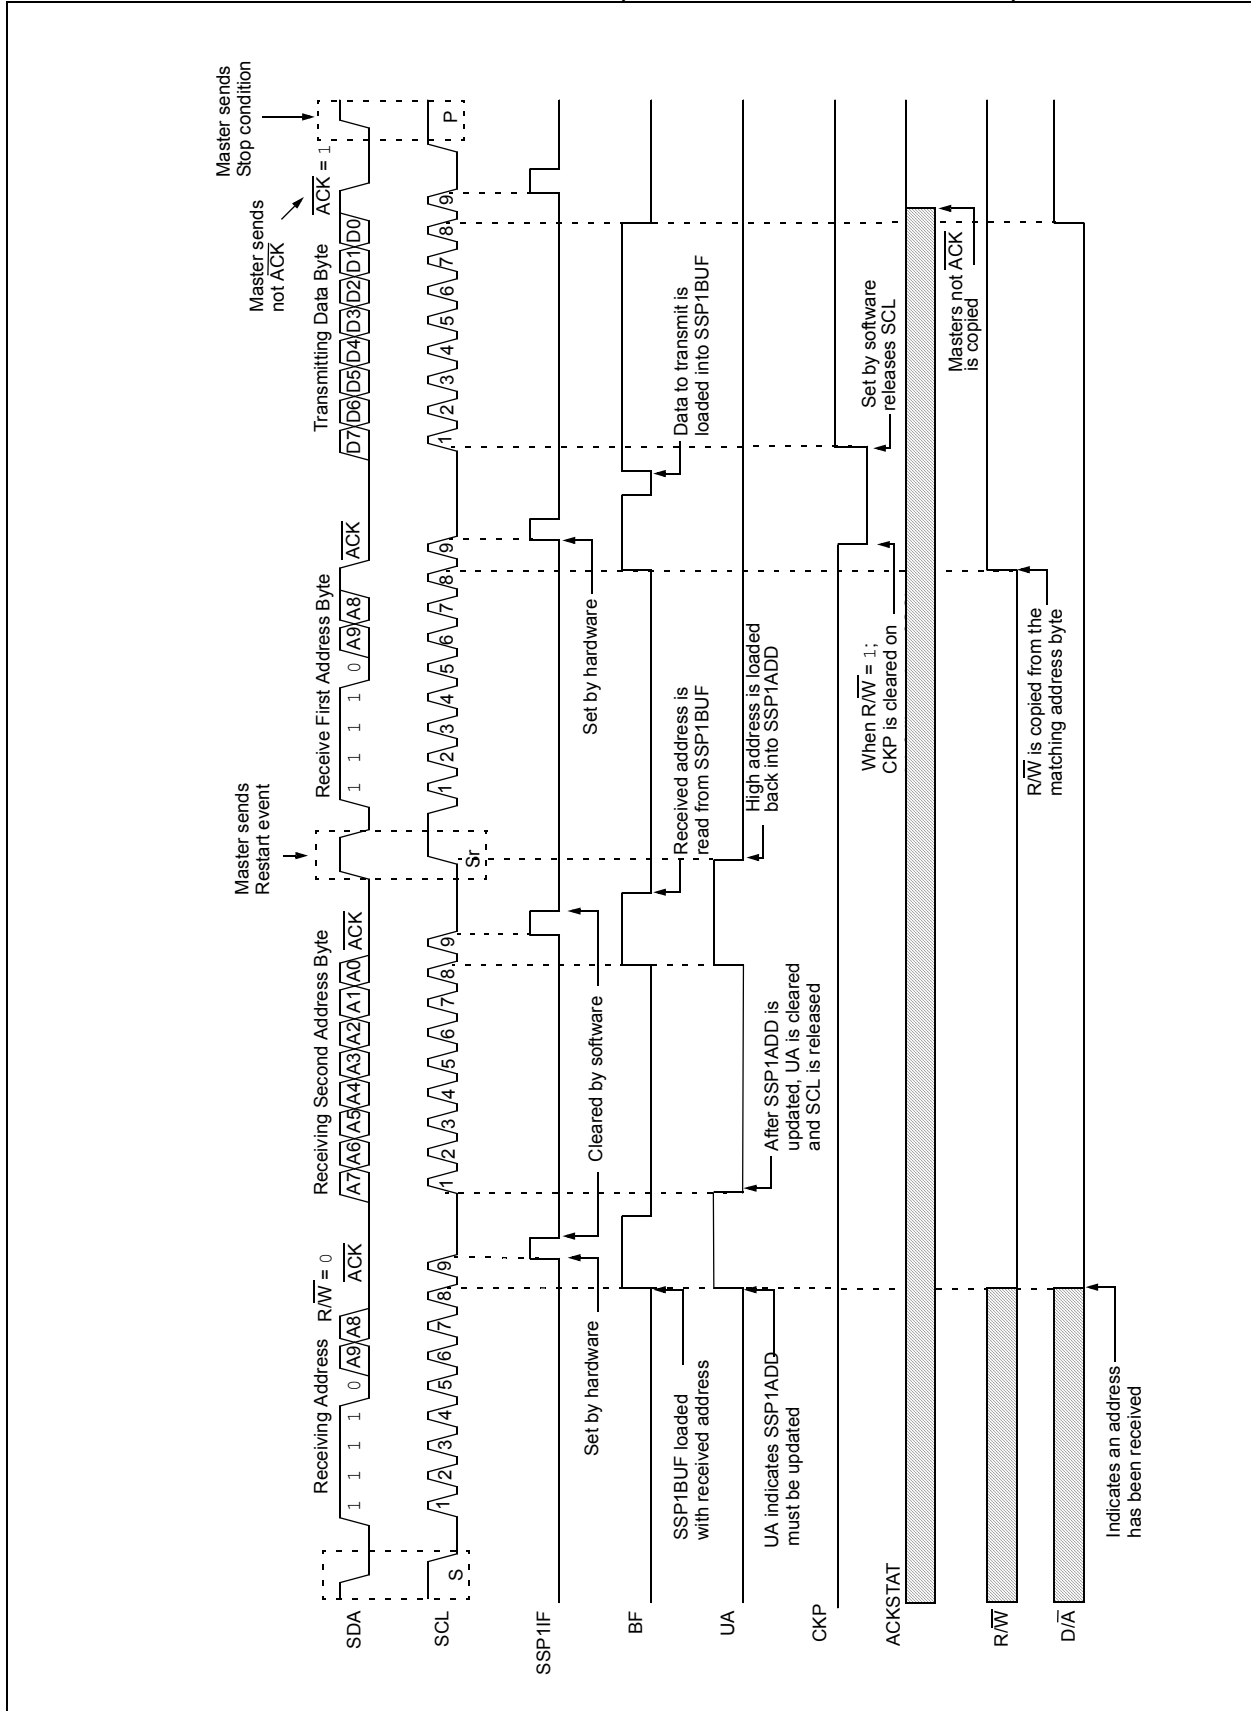 Master sends
Stop condition
Master sends
not ACK
Master sends
Restart event
Receiving Address R/W = 0 ACK
Receiving Second Address Byte ACK
Receive First Address Byte ACK
Transmitting Data Byte ACK = 1
SDA
1 1 1 1 0 A9 A8
A7 A6 A5 A4 A3 A2 A1 A0
1 1 1 1 0 A9 A8
D7 D6 D5 D4 D3 D2 D1 D0
SCL
S 1 2 3 4 5 6 7 8 9
1 2 3 4 5 6 7 8 9 Sr
1 2 3 4 5 6 7 8 9
1 2 3 4 5 6 7 8 9 P
SSP1IF
Set by hardware
Cleared by software
Set by hardware
BF
SSP1BUF loaded
with received address
Received address is
read from SSP1BUF
Data to transmit is
loaded into SSP1BUF
UA
UA indicates SSP1ADD
must be updated
After SSP1ADD is
updated, UA is cleared
and SCL is released
High address is loaded
back into SSP1ADD
CKP
When R/W = 1;
CKP is cleared on
Set by software
releases SCL
ACKSTAT
Masters not ACK
is copied
R/W
R/W is copied from the
matching address byte
D/A
Indicates an address
has been received